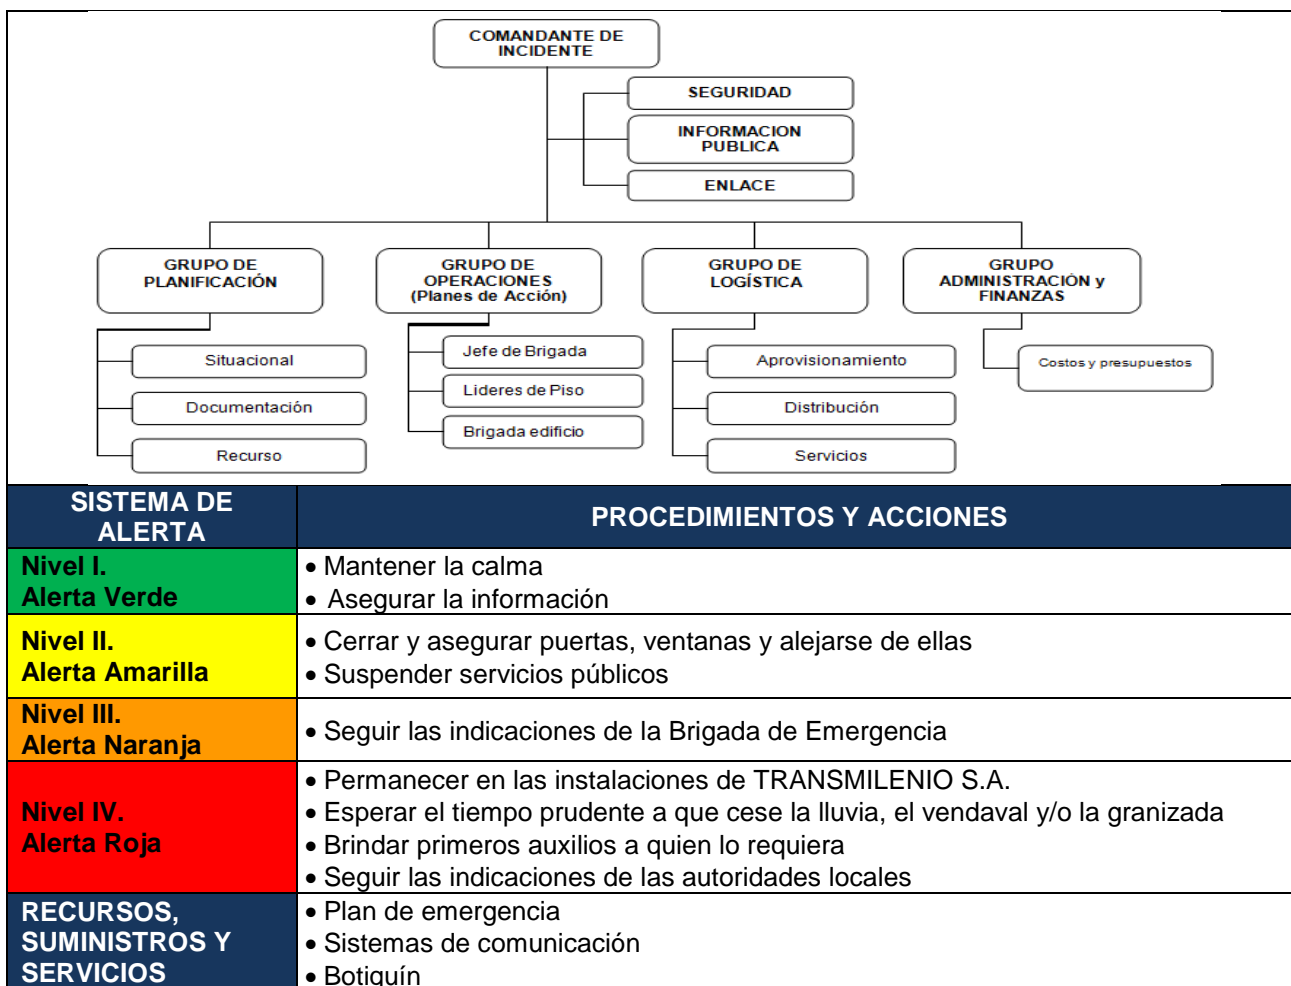 COMANDANTE DE
INCIDENTE
SEGURIDAD
INFORMACION
PUBLICA
ENLACE
GRUPO DE
PLANIFICACIÓN
GRUPO DE
OPERACIONES
(Planes de Acción)
GRUPO DE
LOGÍSTICA
GRUPO
ADMINISTRACIÓN y
FINANZAS
Situacional
Documentación
Recurso
Jefe de Brigada
Lideres de Piso
Brigada edificio
Aprovisionamiento
Distribución
Servicios
Costos y presupuestos
SISTEMA DE
ALERTA
PROCEDIMIENTOS Y ACCIONES
Nivel I.
Alerta Verde
• Mantener la calma
• Asegurar la información
Nivel II.
Alerta Amarilla
• Cerrar y asegurar puertas, ventanas y alejarse de ellas
• Suspender servicios públicos
Nivel III.
Alerta Naranja
• Seguir las indicaciones de la Brigada de Emergencia
Nivel IV.
Alerta Roja
• Permanecer en las instalaciones de TRANSMILENIO S.A.
• Esperar el tiempo prudente a que cese la lluvia, el vendaval y/o la granizada
• Brindar primeros auxilios a quien lo requiera
• Seguir las indicaciones de las autoridades locales
RECURSOS,
SUMINISTROS Y
SERVICIOS
• Plan de emergencia
• Sistemas de comunicación
• Botiquín